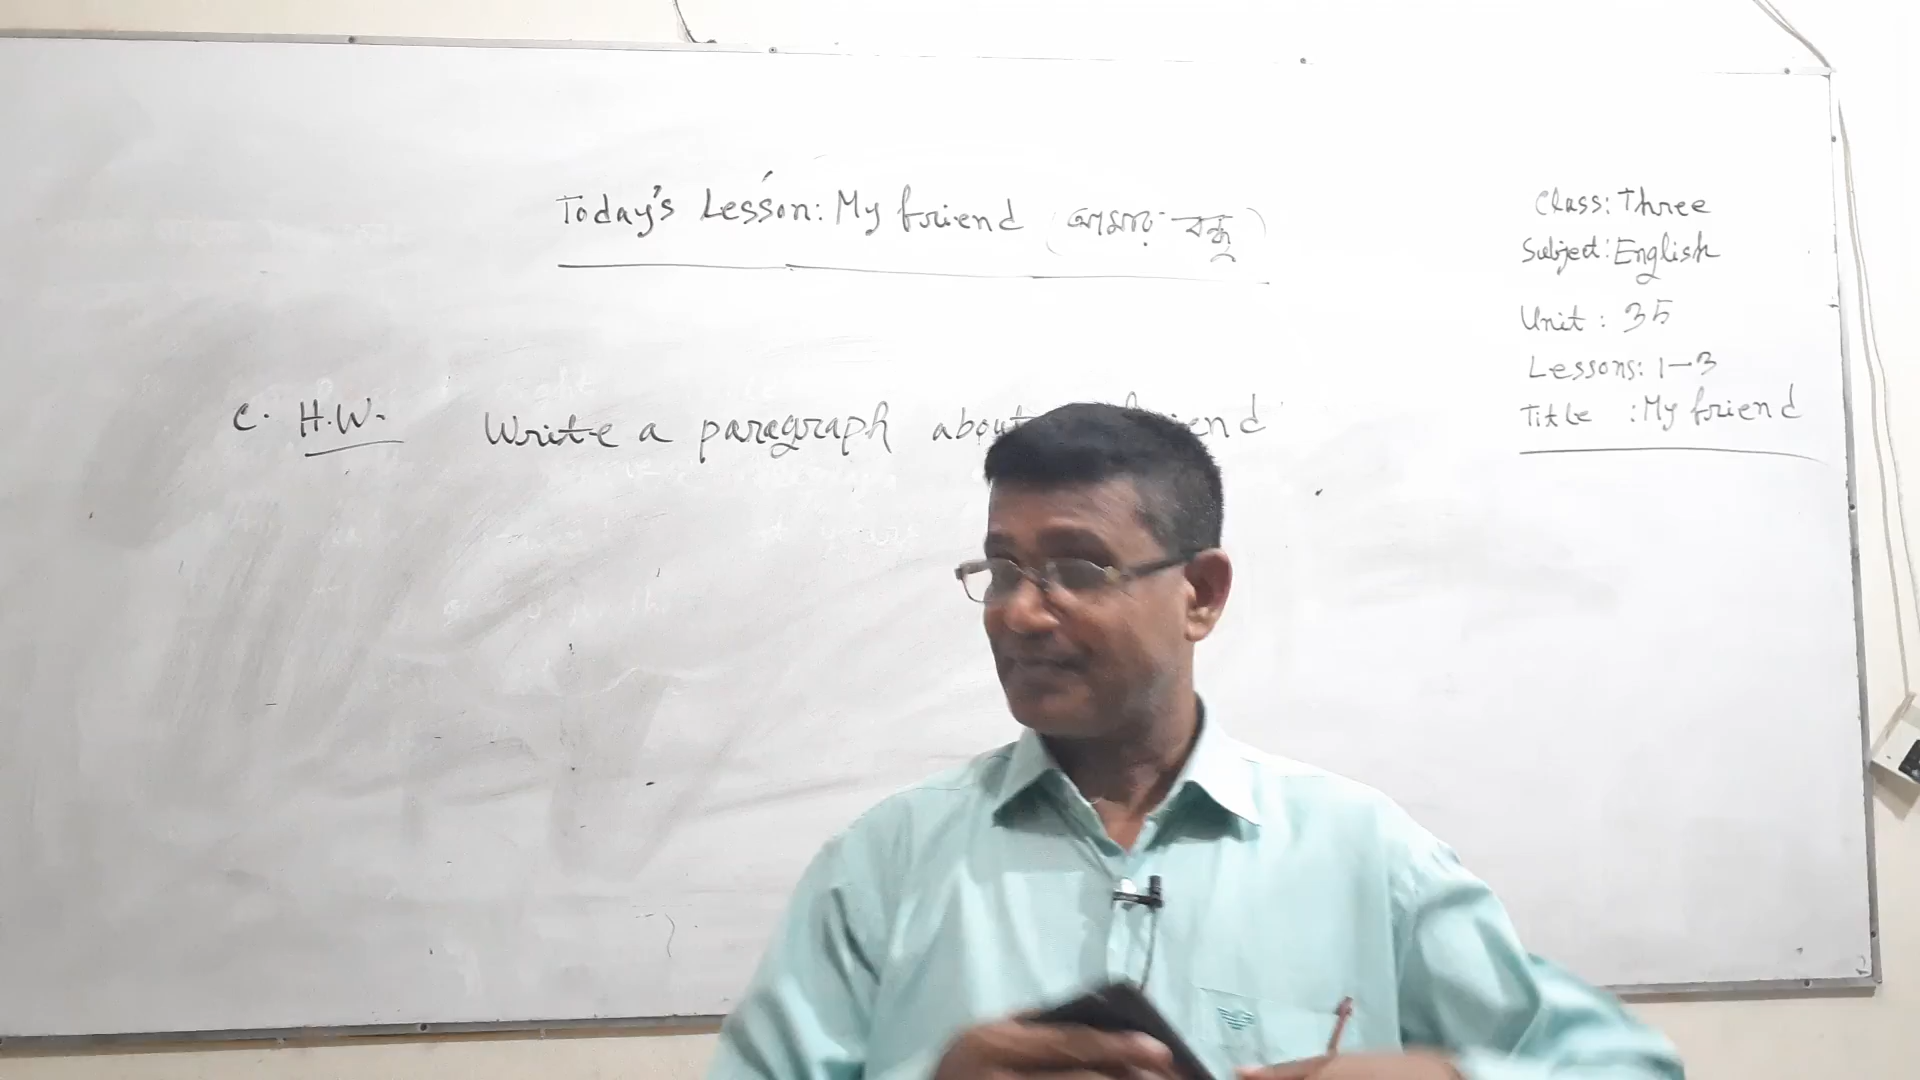 Today's Lesson: My friend (আমার বন্ধু)
Class: Three
Subject: English
Unit: 35
Lessons: 1-3
Title: My friend
C. H.W. Write a paragraph about